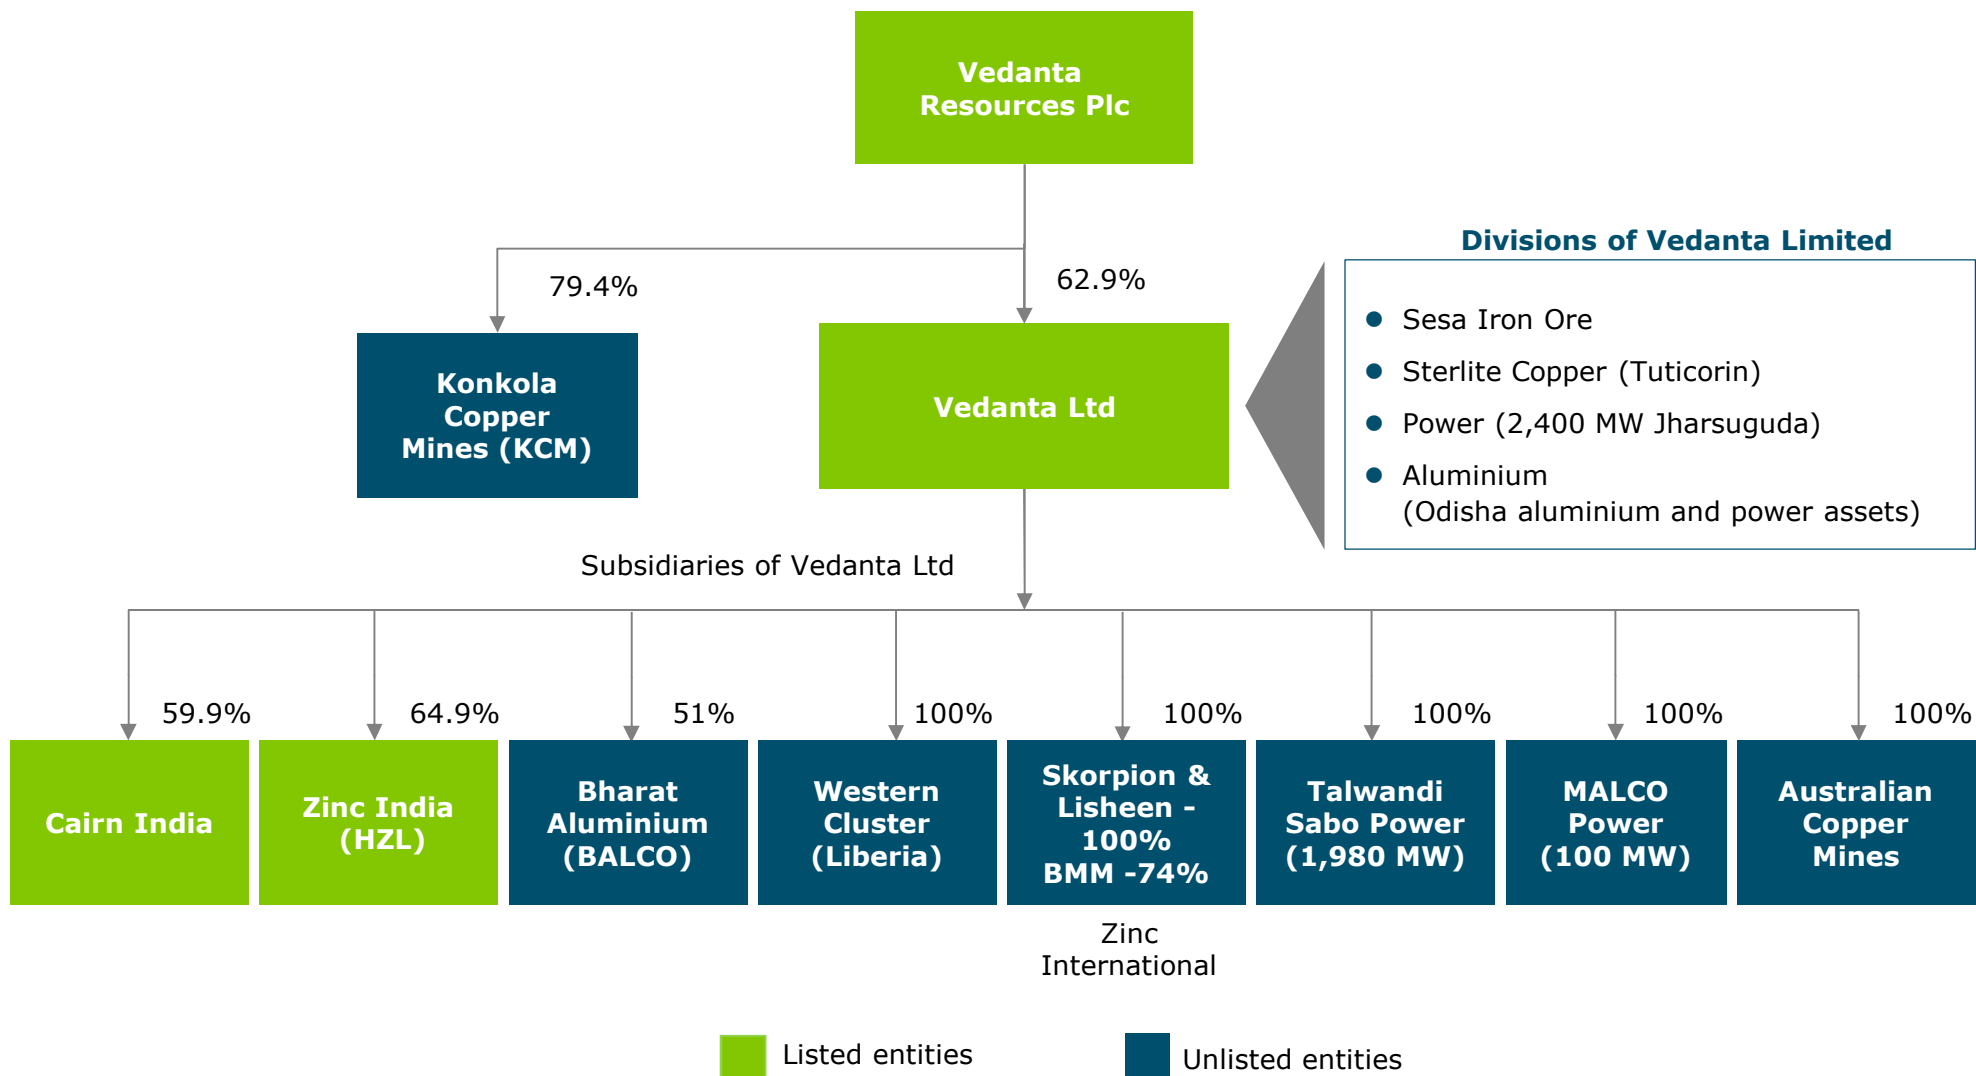 Vedanta
Resources Plc
Divisions of Vedanta Limited
79.4%
62.9%
Konkola
Copper
Mines (KCM)
Vedanta Ltd
Sesa Iron Ore
Sterlite Copper (Tuticorin)
Power (2,400 MW Jharsuguda)
Aluminium
(Odisha aluminium and power assets)
Subsidiaries of Vedanta Ltd
59.9%
64.9%
51%
100%
100%
100%
100%
100%
Cairn India
Zinc India
(HZL)
Bharat
Aluminium
(BALCO)
Western
Cluster
(Liberia)
Skorpion &
Lisheen -
100%
BMM -74%
Talwandi
Sabo Power
(1,980 MW)
MALCO
Power
(100 MW)
Australian
Copper
Mines
Zinc
International
Listed entities
Unlisted entities